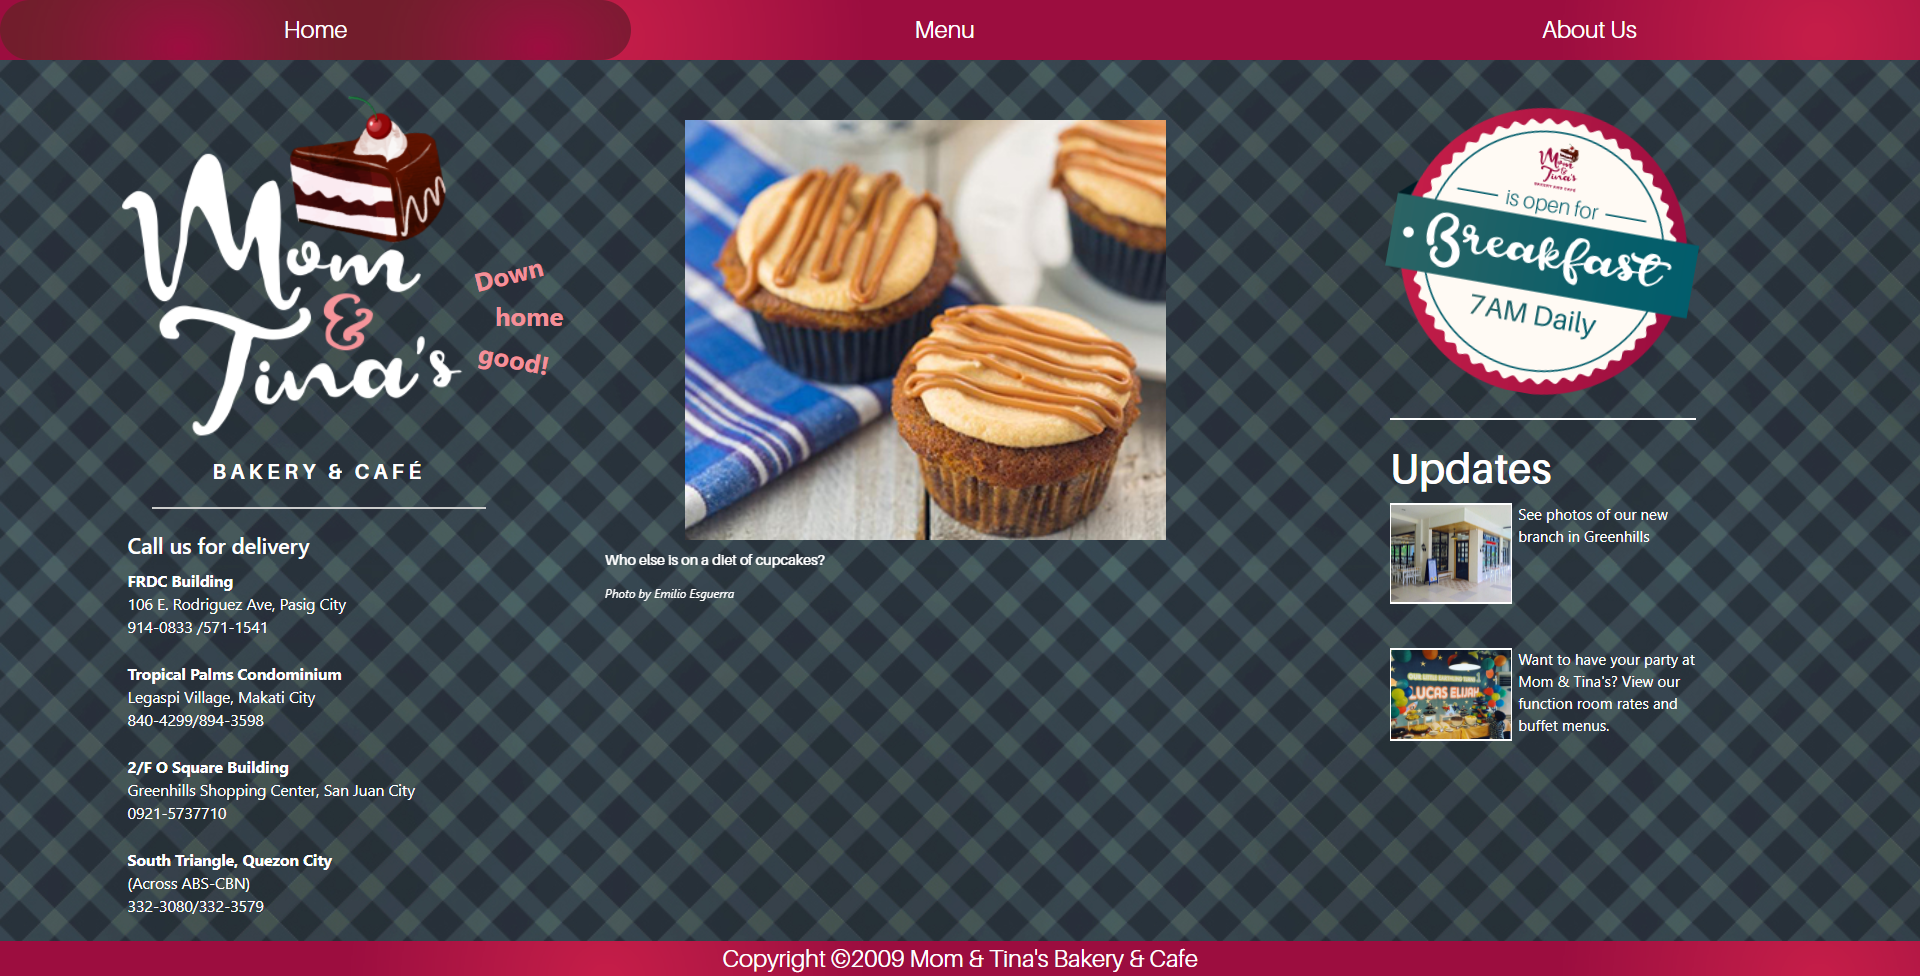 Home
Menu
About Us
Mom
&
Tina's
BAKERY & CAFÉ
Down
home
good!
Call us for delivery
FRDC Building
106 E. Rodriguez Ave, Pasig City
914-0833 /571-1541
Tropical Palms Condominium
Legaspi Village, Makati City
840-4299/894-3598
2/F O Square Building
Greenhills Shopping Center, San Juan City
0921-5737710
South Triangle, Quezon City
(Across ABS-CBN)
332-3080/332-3579
Who else is on a diet of cupcakes?
Photo by Emilio Esguerra
Mom
&
Tina's
BAKERY AND CAFÉ
is open for
Breakfast
7AM Daily
Updates
See photos of our new
branch in Greenhills
LUCAS ELIJAH
Want to have your party at
Mom & Tina's? View our
function room rates and
buffet menus.
Copyright ©2009 Mom & Tina's Bakery & Cafe